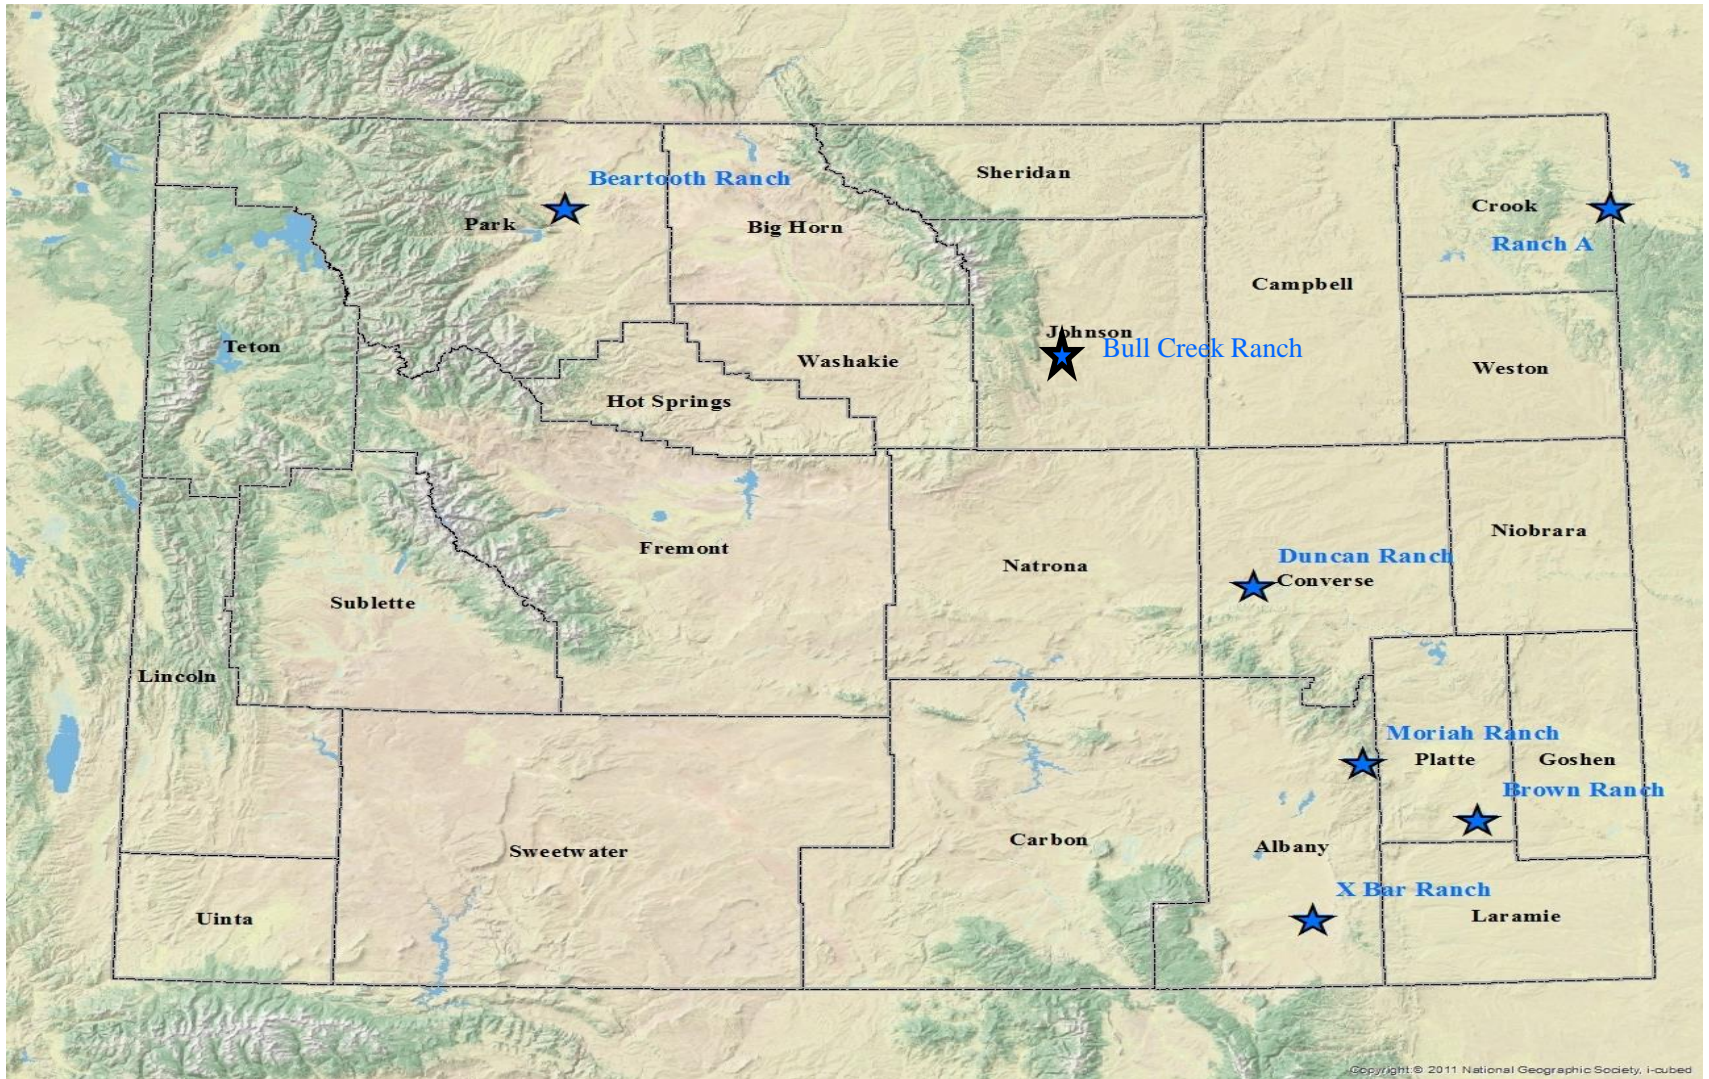 Sheridan
Beartooth Ranch
Crook
Park
Big Horn
Ranch A
Campbell
Johnson
Teton
Bull Creek Ranch
Washakie
Weston
Hot Springs
Niobrara
Fremont
Duncan Ranch
Natrona
Converse
Sublette
Lincoln
Moriah Ranch
Platte
Goshen
Brown Ranch
Carbon
Albany
Sweetwater
X Bar Ranch
Uinta
Laramie
Copyright:© 2011 National Geographic Society, i-cubed